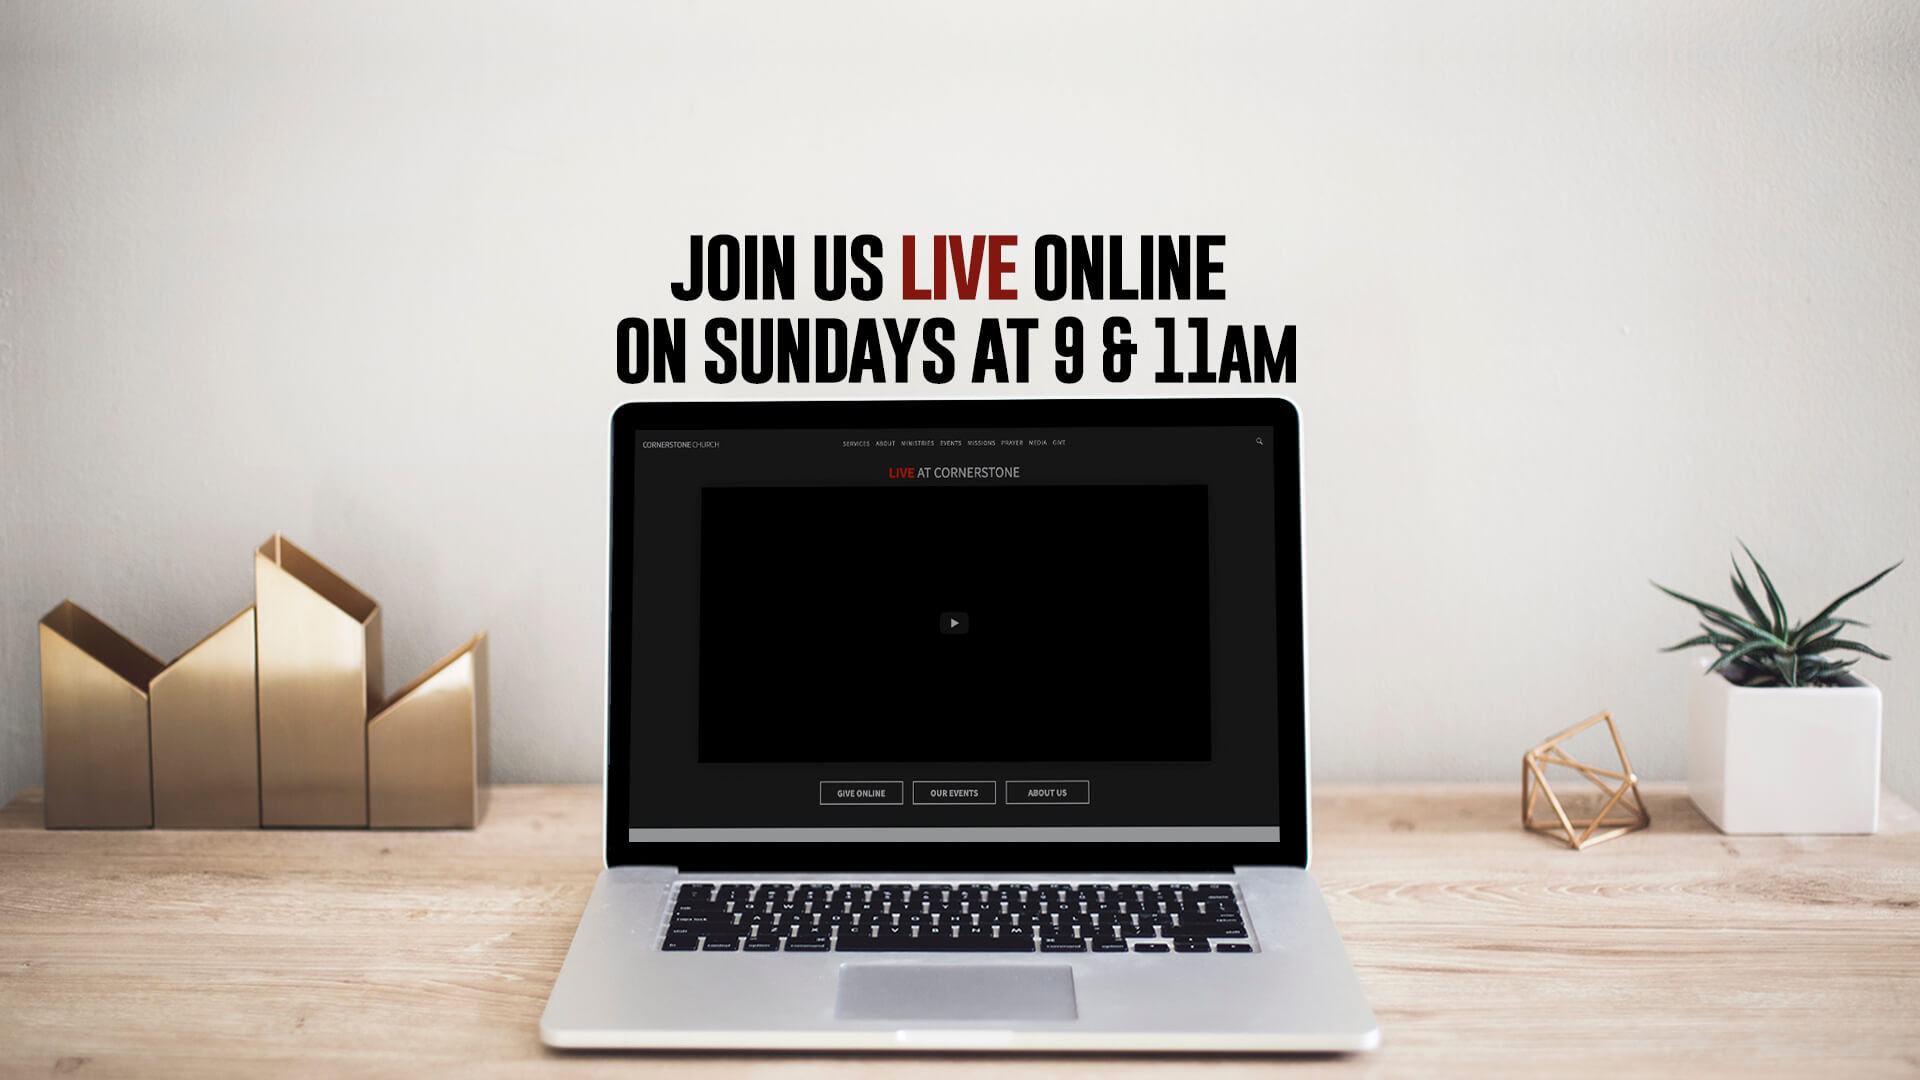 JOIN US LIVE ONLINE
ON SUNDAYS AT 9 & 11AM
CORNERSTONE CHURCH
SERVICES ABOUT MINISTRIES EVENTS MISSIONS PRAYER MEDIA GIVE
LIVE AT CORNERSTONE
GIVE ONLINE OUR EVENTS ABOUT US